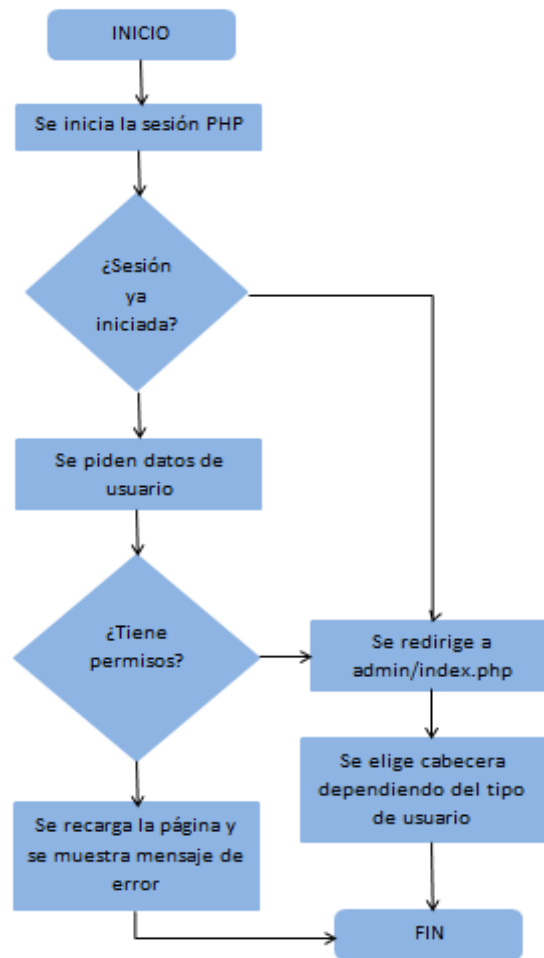 INICIO
Se inicia la sesión PHP
¿Sesión
ya
iniciada?
Se piden datos de
usuario
¿Tiene
permisos?
Se redirige a
admin/index.php
Se elige cabecera
dependiendo del tipo
de usuario
Se recarga la página y
se muestra mensaje de
error
FIN